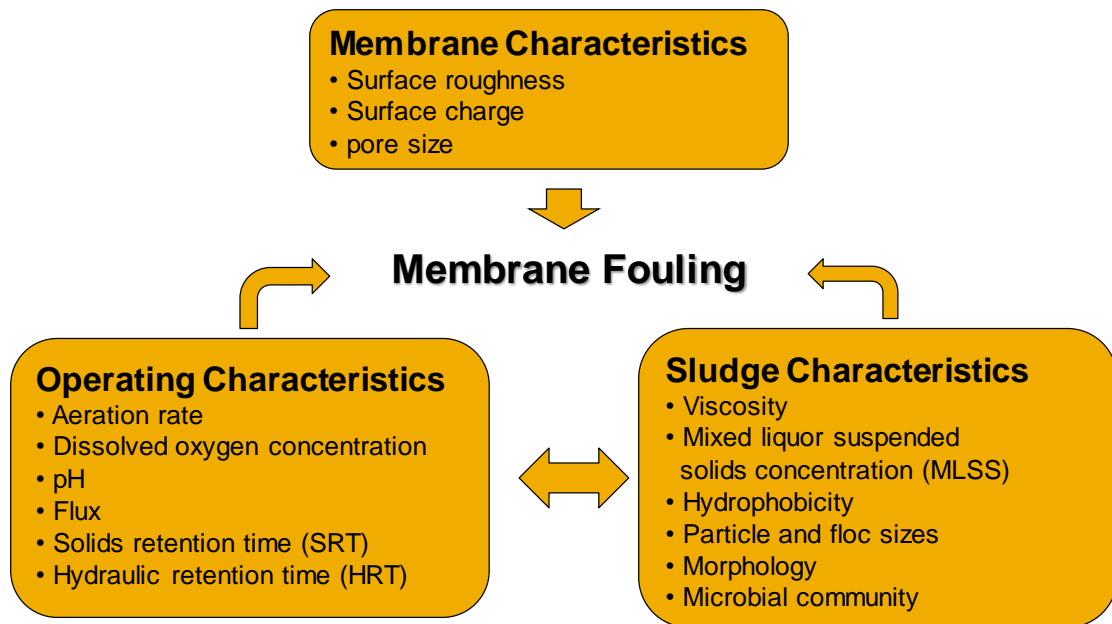 Membrane Characteristics
• Surface roughness
• Surface charge
• pore size
Membrane Fouling
Operating Characteristics
• Aeration rate
• Dissolved oxygen concentration
• pH
• Flux
• Solids retention time (SRT)
• Hydraulic retention time (HRT)
Sludge Characteristics
• Viscosity
• Mixed liquor suspended
solids concentration (MLSS)
• Hydrophobicity
• Particle and floc sizes
• Morphology
• Microbial community